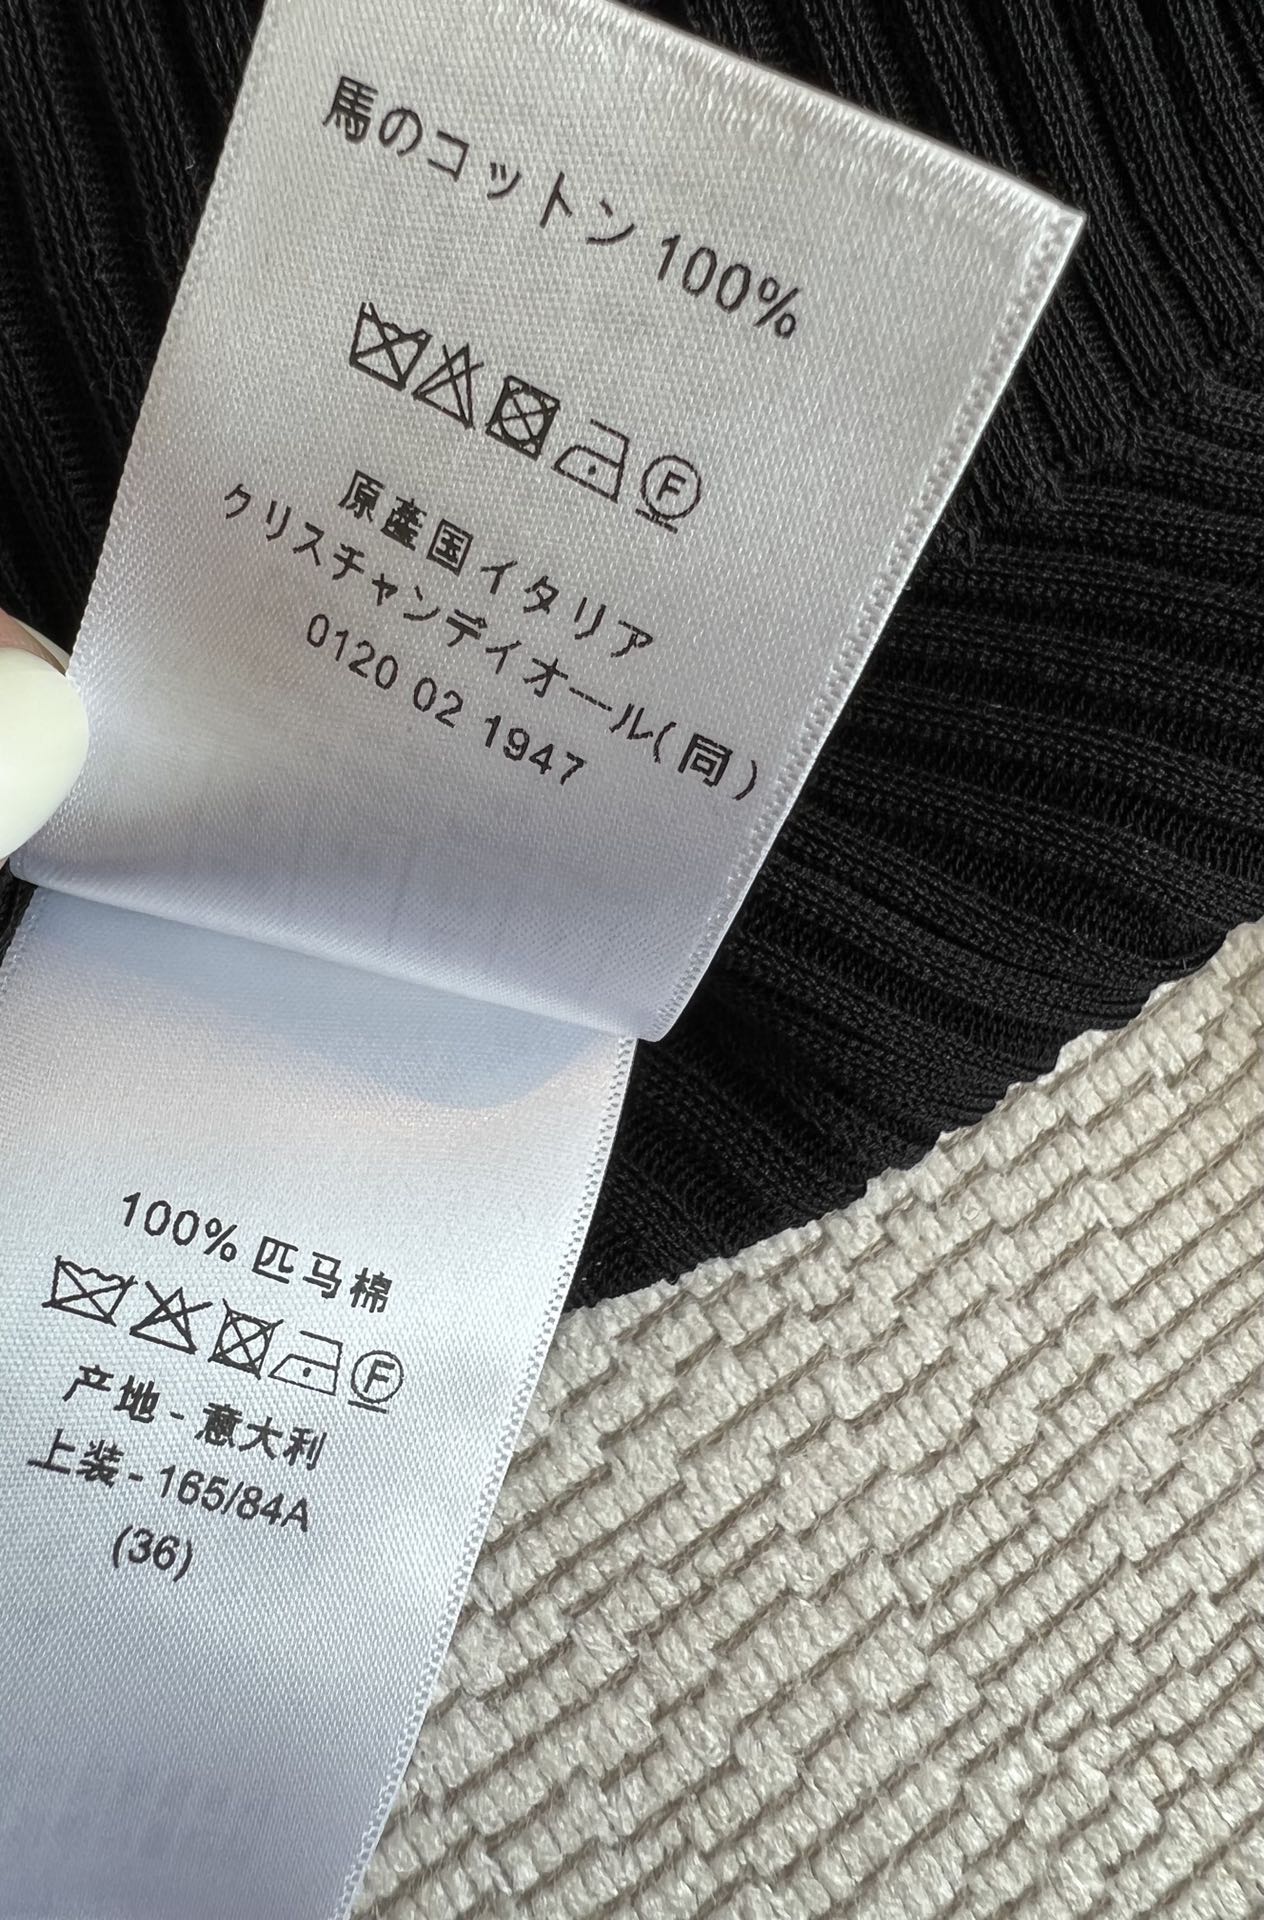 馬のコットン 100%
F
原產国イタリア
クリスチャンディオール(同)
0120 02 1947
100% 匹马棉
F
产地 - 意大利
上装 - 165/84A
(36)